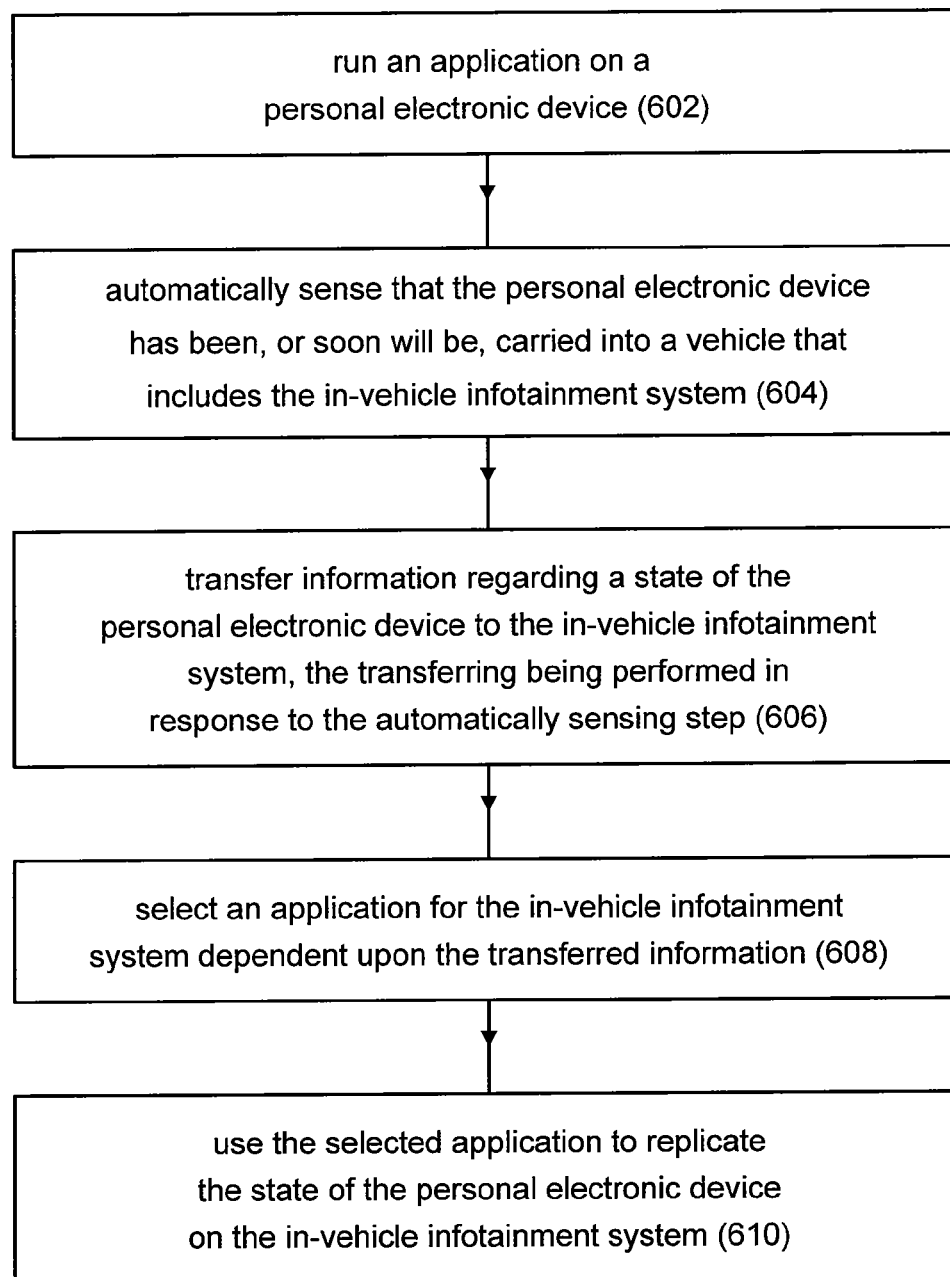 run an application on a
personal electronic device (602)
automatically sense that the personal electronic device
has been, or soon will be, carried into a vehicle that
includes the in-vehicle infotainment system (604)
transfer information regarding a state of the
personal electronic device to the in-vehicle infotainment
system, the transferring being performed in
response to the automatically sensing step (606)
select an application for the in-vehicle infotainment
system dependent upon the transferred information (608)
use the selected application to replicate
the state of the personal electronic device
on the in-vehicle infotainment system (610)